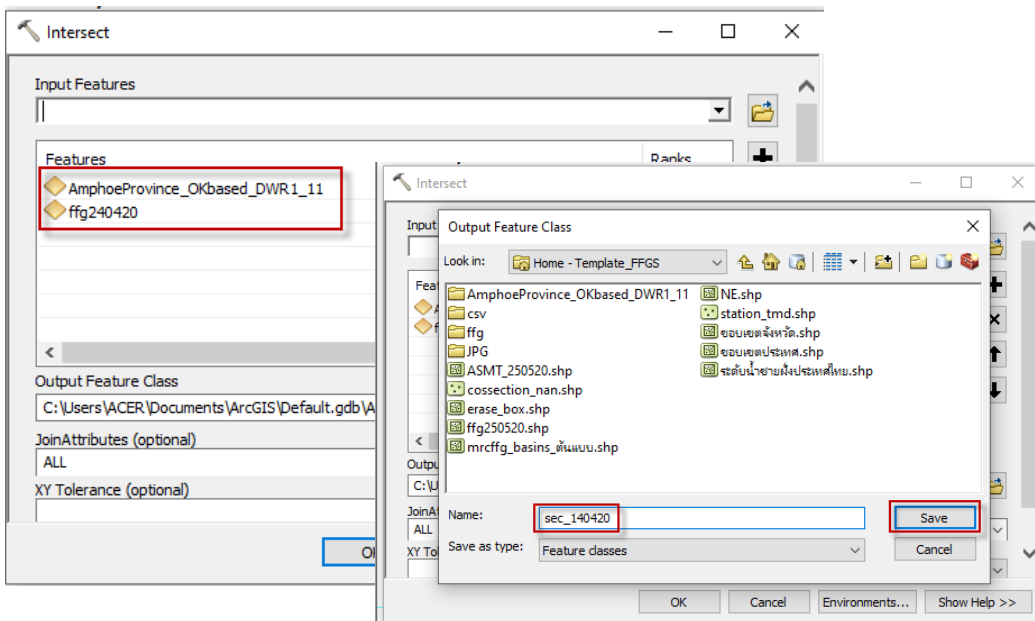 Intersect
Input Features
Features Ranks
AmphoeProvince_OKbased_DWR1_11
ffg240420
Output Feature Class
C:\Users\ACER\Documents\ArcGIS\Default.gdb\A
JoinAttributes (optional)
ALL
XY Tolerance (optional)
Intersect
Input
Output Feature Class
Look in: Home - Template_FFGS
AmphoeProvince_OKbased_DWR1_11
csv
ffg
JPG
ASMT_250520.shp
cossection_nan.shp
erase_box.shp
ffg250520.shp
mrcffg_basins_ต้นแบบ.shp
NE.shp
station_tmd.shp
ขอบเขตจังหวัด.shp
ขอบเขตประเทศ.shp
ระดับน้ำชายฝั่งประเทศไทย.shp
Name: sec_140420 Save
Save as type: Feature classes Cancel
ALL
OK Cancel Environments... Show Help >>